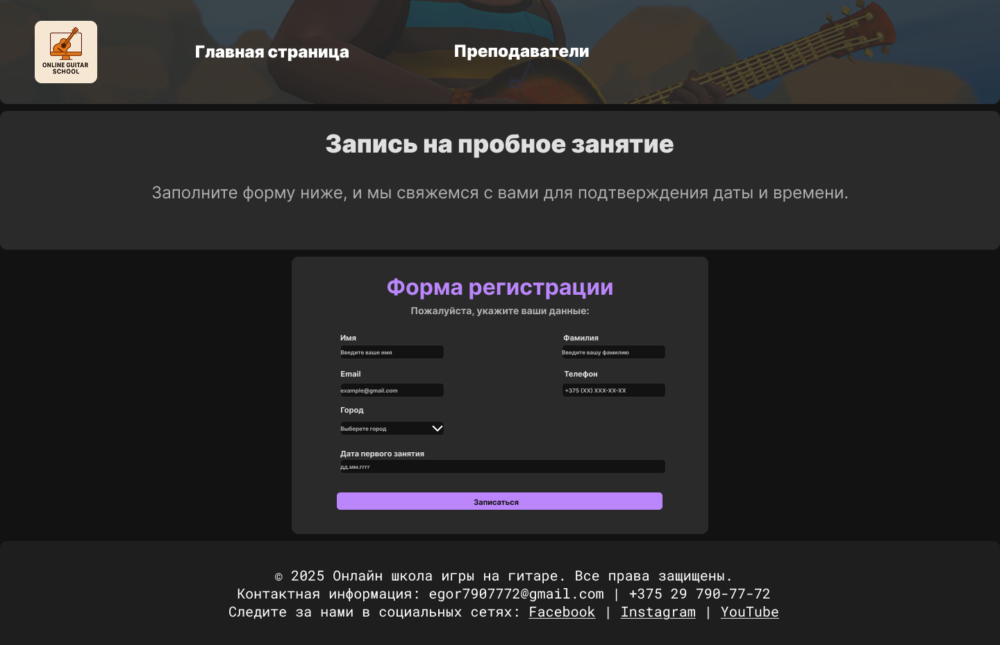 ONLINE GUITAR
SCHOOL
Главная страница
Преподаватели
Запись на пробное занятие
Заполните форму ниже, и мы свяжемся с вами для подтверждения даты и времени.
Форма регистрации
Пожалуйста, укажите ваши данные:
Имя
Фамилия
Введите ваше имя
Введите вашу фамилию
Email
Телефон
example@gmail.com
+375 (XX) XXX-XX-XX
Город
Выберете город
Дата первого занятия
дд.мм.гггг
Записаться
© 2025 Онлайн школа игры на гитаре. Все права защищены.
Контактная информация: egor7907772@gmail.com | +375 29 790-77-72
Следите за нами в социальных сетях: Facebook | Instagram | YouTube